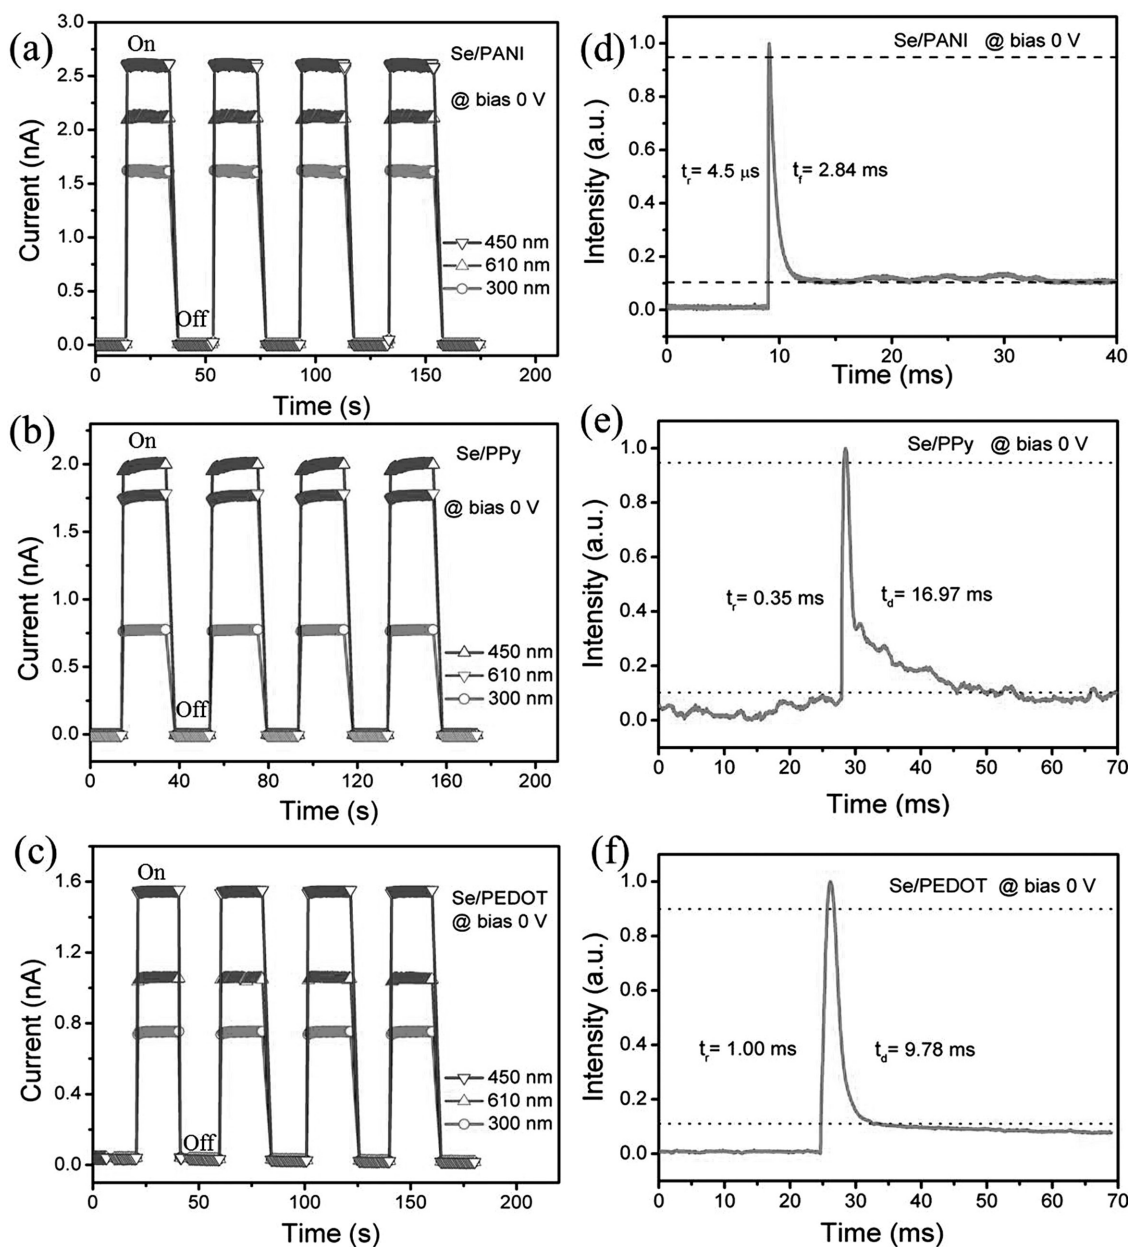 (a)
3.0
2.5
2.0
1.5
1.0
0.5
0.0
Current (nA)
On
Off
Se/PANI
@ bias 0 V
450 nm
610 nm
300 nm
0 50 100 150 200
Time (s)
(d)
1.0
0.8
0.6
0.4
0.2
0.0
Intensity (a.u.)
Se/PANI @ bias 0 V
tr= 4.5 μs
tf= 2.84 ms
0 10 20 30 40
Time (ms)
(b)
2.0
1.5
1.0
0.5
0.0
Current (nA)
On
Off
Se/PPy
@ bias 0 V
450 nm
610 nm
300 nm
0 40 80 120 160 200
Time (s)
(e)
1.0
0.8
0.6
0.4
0.2
0.0
Intensity (a.u.)
Se/PPy @ bias 0 V
tr= 0.35 ms
td= 16.97 ms
0 10 20 30 40 50 60 70
Time (ms)
(c)
1.6
1.2
0.8
0.4
0.0
Current (nA)
On
Off
Se/PEDOT
@ bias 0 V
450 nm
610 nm
300 nm
0 50 100 150 200
Time (s)
(f)
1.0
0.8
0.6
0.4
0.2
0.0
Intensity (a.u.)
Se/PEDOT @ bias 0 V
tr= 1.00 ms
td= 9.78 ms
0 10 20 30 40 50 60 70
Time (ms)